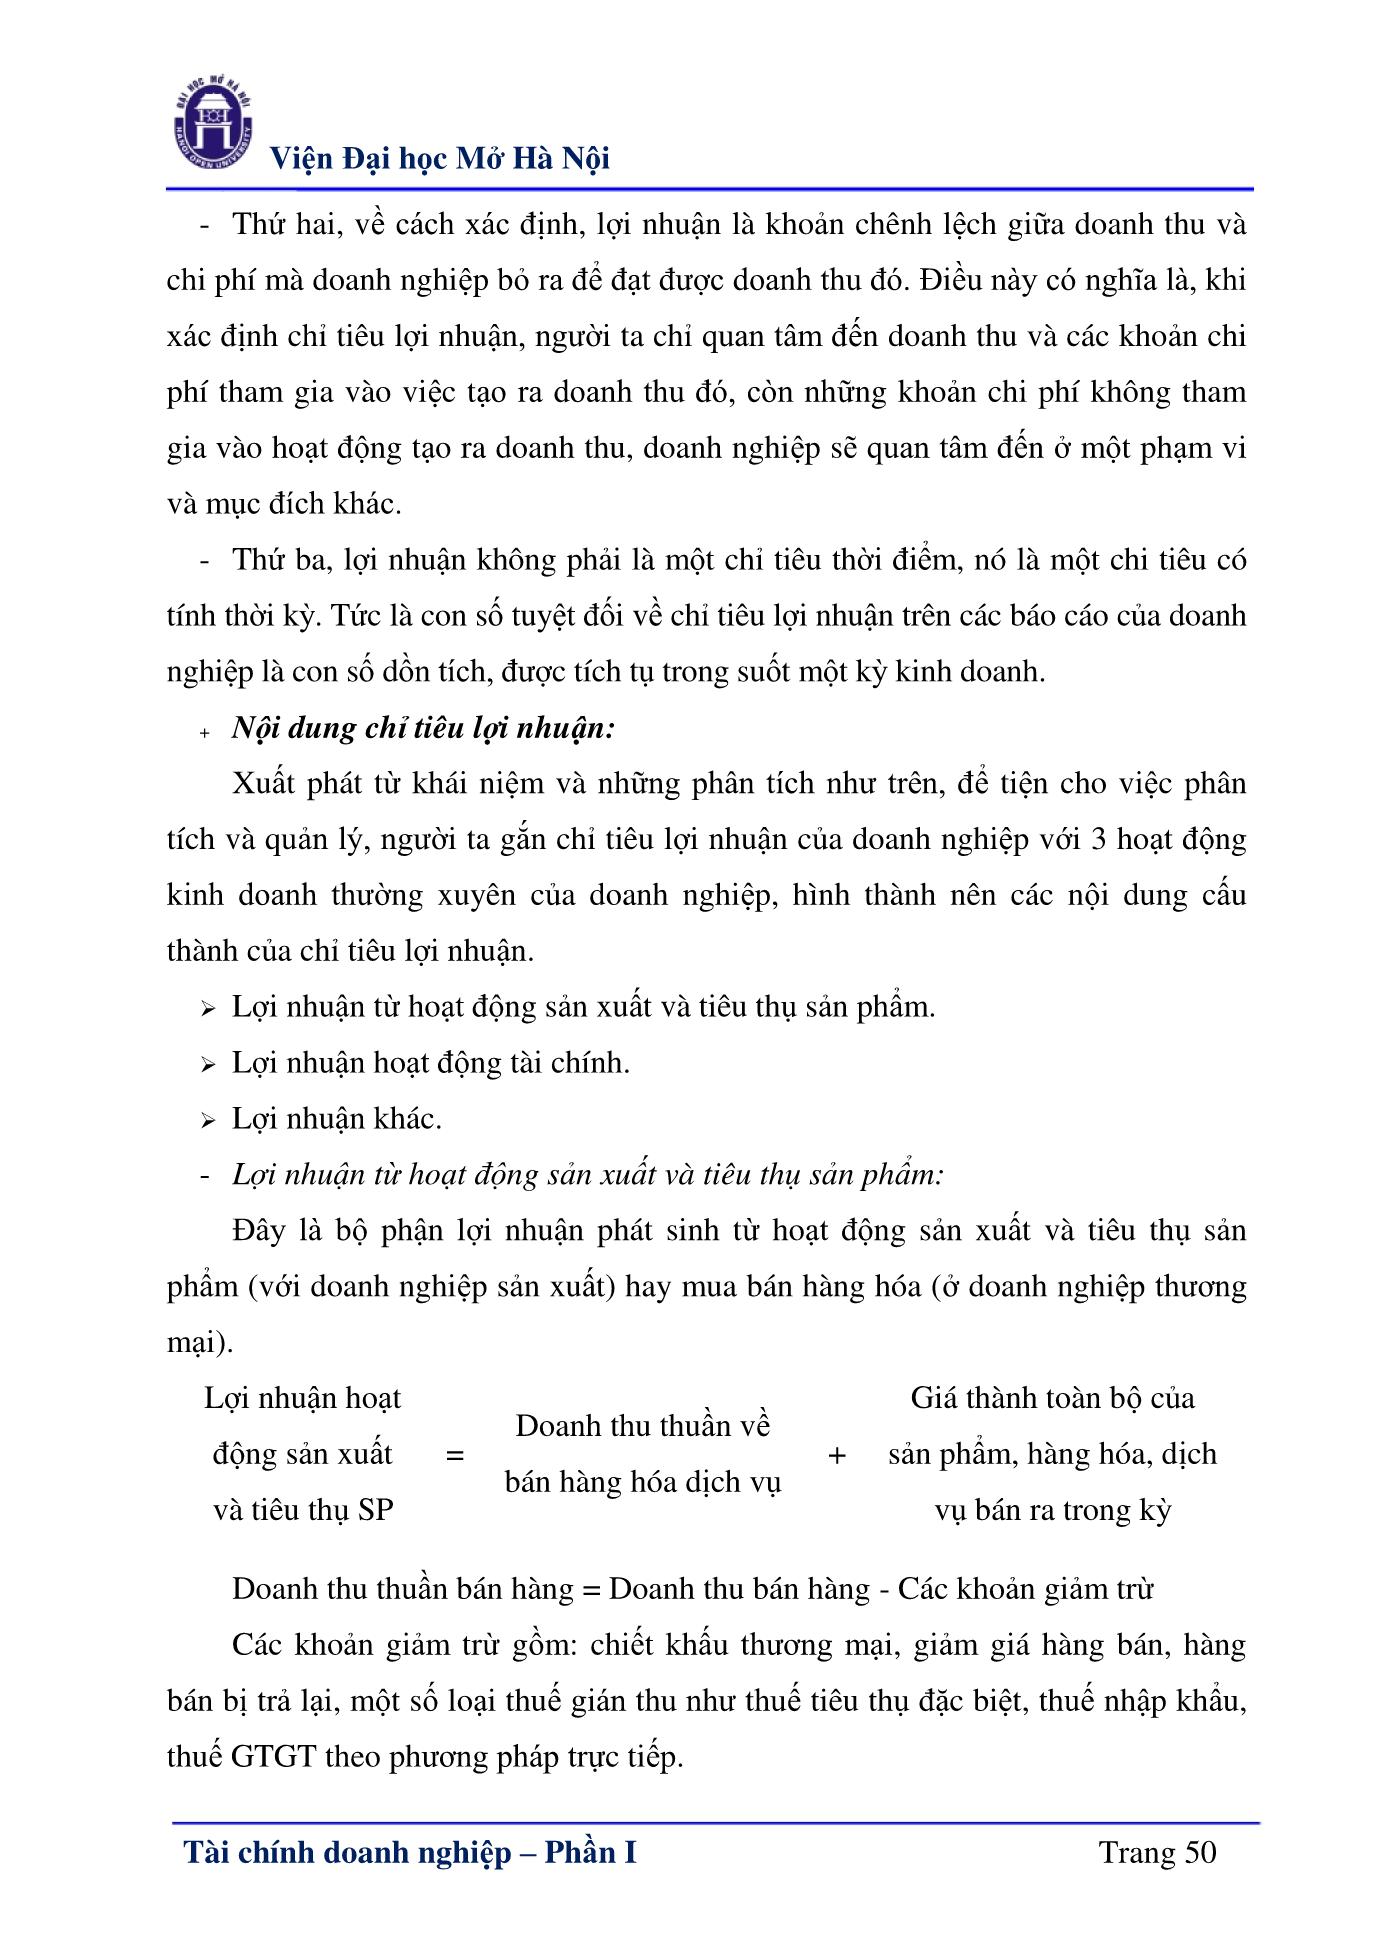 ĐẠI HỌC MỞ HÀ NỘI
HANOI OPEN UNIVERSITY
Viện Đại học Mở Hà Nội
- Thứ hai, về cách xác định, lợi nhuận là khoản chênh lệch giữa doanh thu và
chi phí mà doanh nghiệp bỏ ra để đạt được doanh thu đó. Điều này có nghĩa là, khi
xác định chỉ tiêu lợi nhuận, người ta chỉ quan tâm đến doanh thu và các khoản chi
phí tham gia vào việc tạo ra doanh thu đó, còn những khoản chi phí không tham
gia vào hoạt động tạo ra doanh thu, doanh nghiệp sẽ quan tâm đến ở một phạm vi
và mục đích khác.
- Thứ ba, lợi nhuận không phải là một chỉ tiêu thời điểm, nó là một chi tiêu có
tính thời kỳ. Tức là con số tuyệt đối về chỉ tiêu lợi nhuận trên các báo cáo của doanh
nghiệp là con số dồn tích, được tích tụ trong suốt một kỳ kinh doanh.
+ Nội dung chỉ tiêu lợi nhuận:
Xuất phát từ khái niệm và những phân tích như trên, để tiện cho việc phân
tích và quản lý, người ta gắn chỉ tiêu lợi nhuận của doanh nghiệp với 3 hoạt động
kinh doanh thường xuyên của doanh nghiệp, hình thành nên các nội dung cấu
thành của chỉ tiêu lợi nhuận.
➢ Lợi nhuận từ hoạt động sản xuất và tiêu thụ sản phẩm.
➢ Lợi nhuận hoạt động tài chính.
➢ Lợi nhuận khác.
- Lợi nhuận từ hoạt động sản xuất và tiêu thụ sản phẩm:
Đây là bộ phận lợi nhuận phát sinh từ hoạt động sản xuất và tiêu thụ sản
phẩm (với doanh nghiệp sản xuất) hay mua bán hàng hóa (ở doanh nghiệp thương
mại).
Lợi nhuận hoạt
động sản xuất
và tiêu thụ SP
=
Doanh thu thuần về
bán hàng hóa dịch vụ
+
Giá thành toàn bộ của
sản phẩm, hàng hóa, dịch
vụ bán ra trong kỳ
Doanh thu thuần bán hàng = Doanh thu bán hàng - Các khoản giảm trừ
Các khoản giảm trừ gồm: chiết khấu thương mại, giảm giá hàng bán, hàng
bán bị trả lại, một số loại thuế gián thu như thuế tiêu thụ đặc biệt, thuế nhập khẩu,
thuế GTGT theo phương pháp trực tiếp.
Tài chính doanh nghiệp – Phần I Trang 50